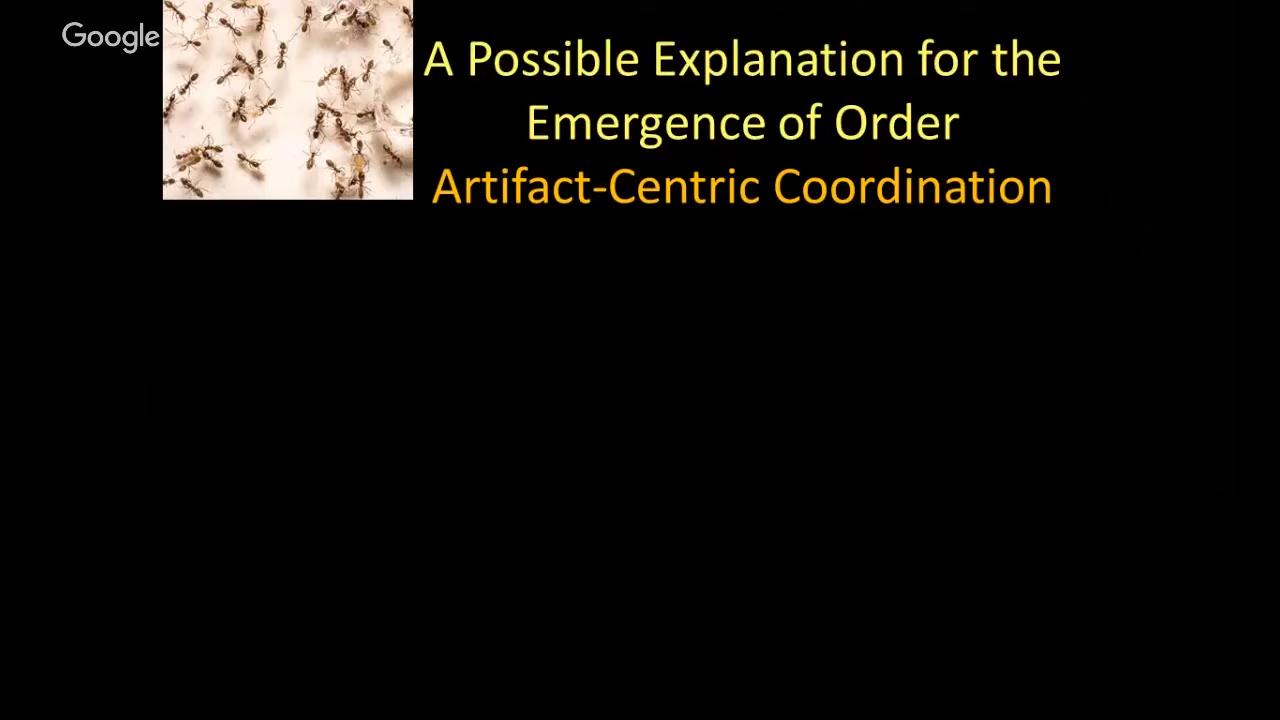 Google
A Possible Explanation for the
Emergence of Order
Artifact-Centric Coordination